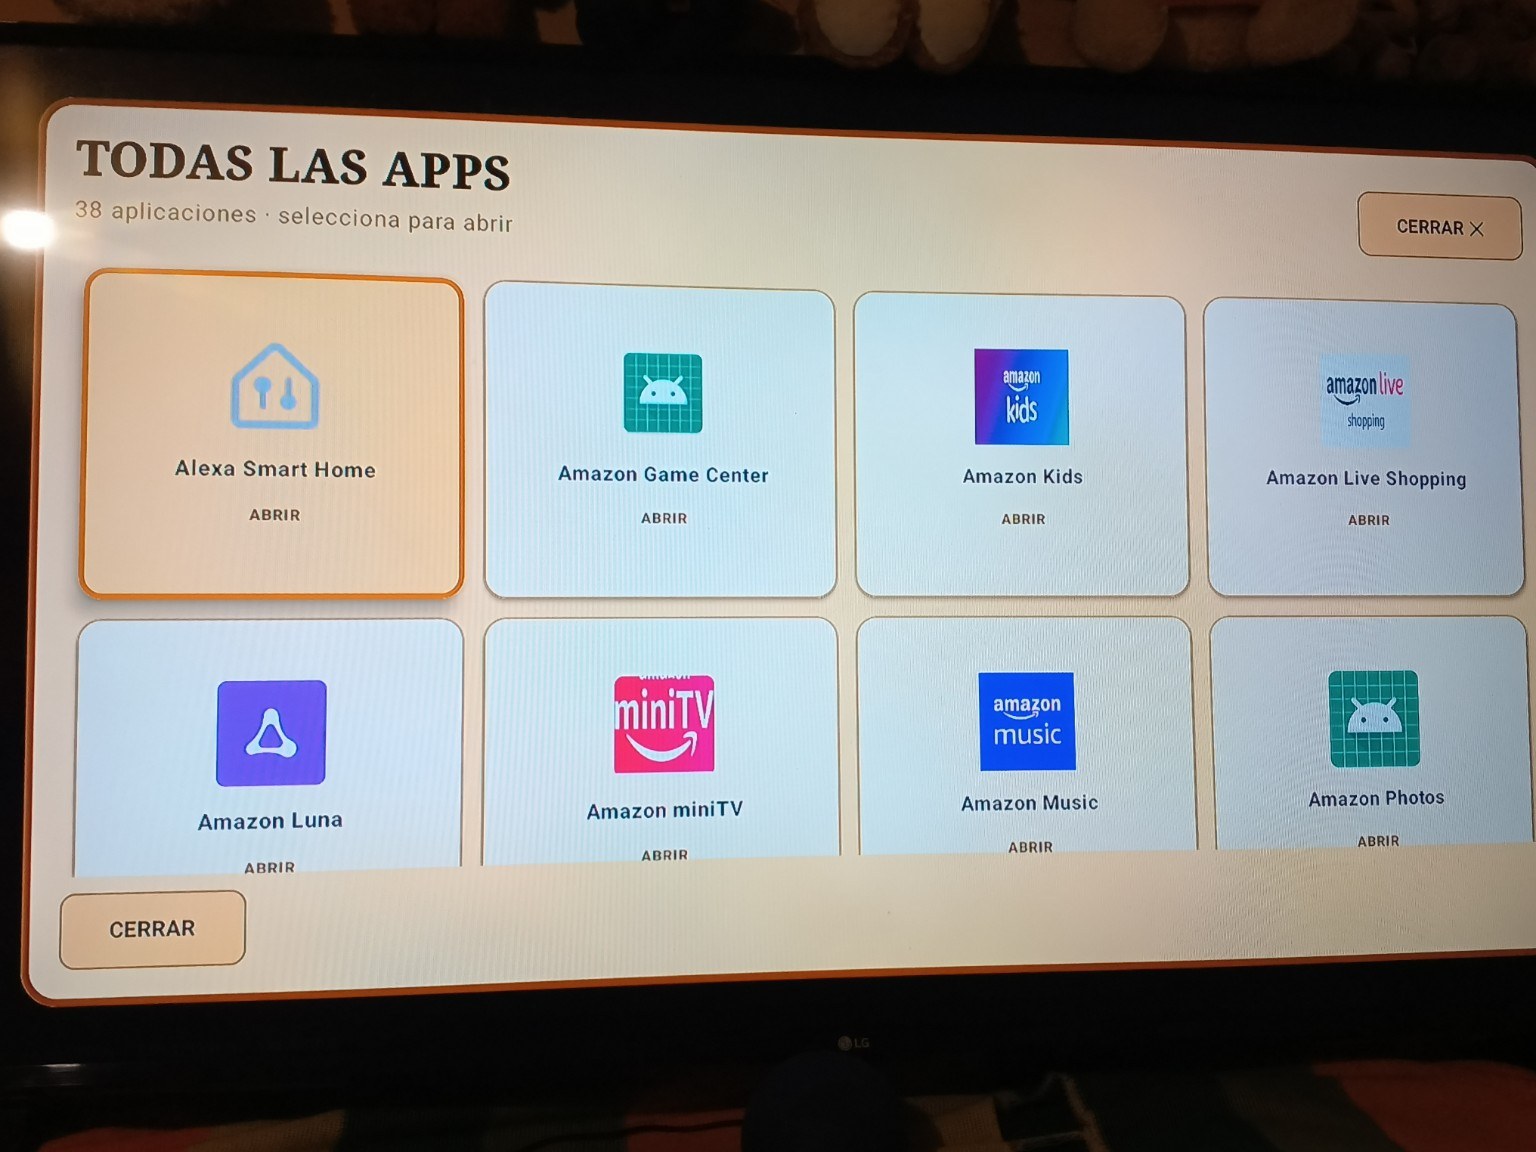 TODAS LAS APPS
38 aplicaciones · selecciona para abrir
CERRAR ×
Alexa Smart Home
ABRIR
Amazon Game Center
ABRIR
amazon
kids
Amazon Kids
ABRIR
amazon live
shopping
Amazon Live Shopping
ABRIR
Amazon Luna
ABRIR
amazon
miniTV
Amazon miniTV
ABRIR
amazon
music
Amazon Music
ABRIR
Amazon Photos
ABRIR
CERRAR
LG